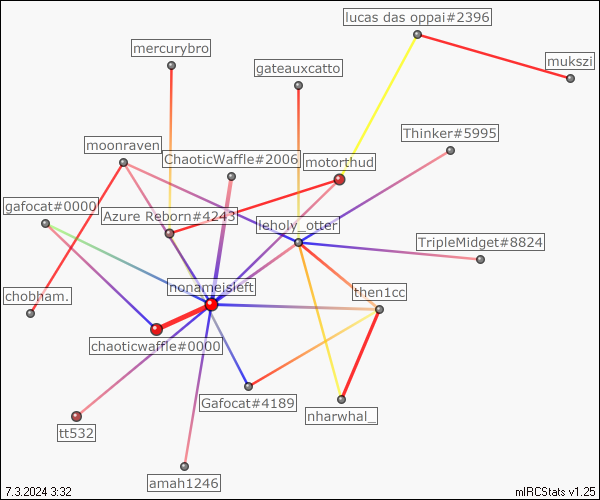 lucas das oppai#2396
mercurybro
mukszi
gateauxcatto
Thinker#5995
moonraven
ChaoticWaffle#2006
motorthud
gafocat#0000
Azure Reborn#4243
leholy_otter
TripleMidget#8824
nonameisleft
then1cc
chobham.
chaoticwaffle#0000
Gafocat#4189
nharwhal_
tt532
amah1246
7.3.2024 3:32
mIRCStats v1.25